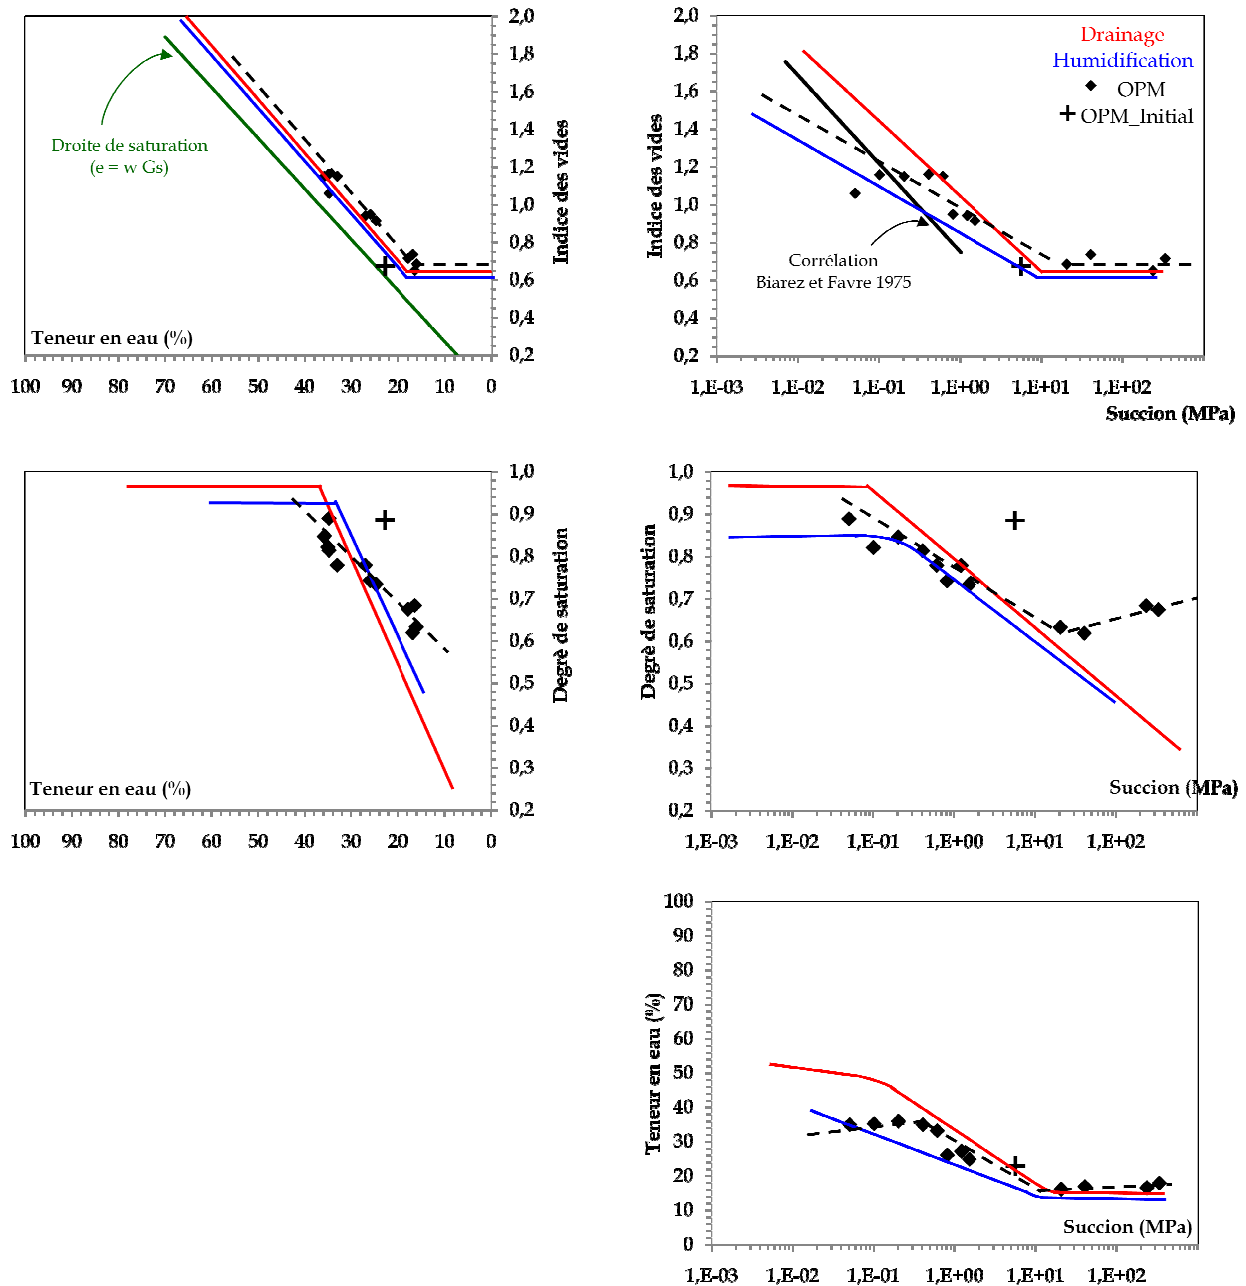 2,0
1,8
1,6
1,4
1,2
1,0
0,8
0,6
0,4
0,2
Indice des vides
Droite de saturation
(e = w Gs)
Teneur en eau (%)
100 90 80 70 60 50 40 30 20 10 0
2,0
1,8
1,6
1,4
1,2
1,0
0,8
0,6
0,4
0,2
Indice des vides
Drainage
Humidification
OPM
OPM_Initial
Corrélation
Biarez et Favre 1975
1,E-03 1,E-02 1,E-01 1,E+00 1,E+01 1,E+02
Succion (MPa)
1,0
0,9
0,8
0,7
0,6
0,5
0,4
0,3
0,2
Degrè de saturation
Teneur en eau (%)
100 90 80 70 60 50 40 30 20 10 0
1,0
0,9
0,8
0,7
0,6
0,5
0,4
0,3
0,2
Degrè de saturation
Succion (MPa)
1,E-03 1,E-02 1,E-01 1,E+00 1,E+01 1,E+02
100
90
80
70
60
50
40
30
20
10
0
Teneur en eau (%)
Succion (MPa)
1,E-03 1,E-02 1,E-01 1,E+00 1,E+01 1,E+02